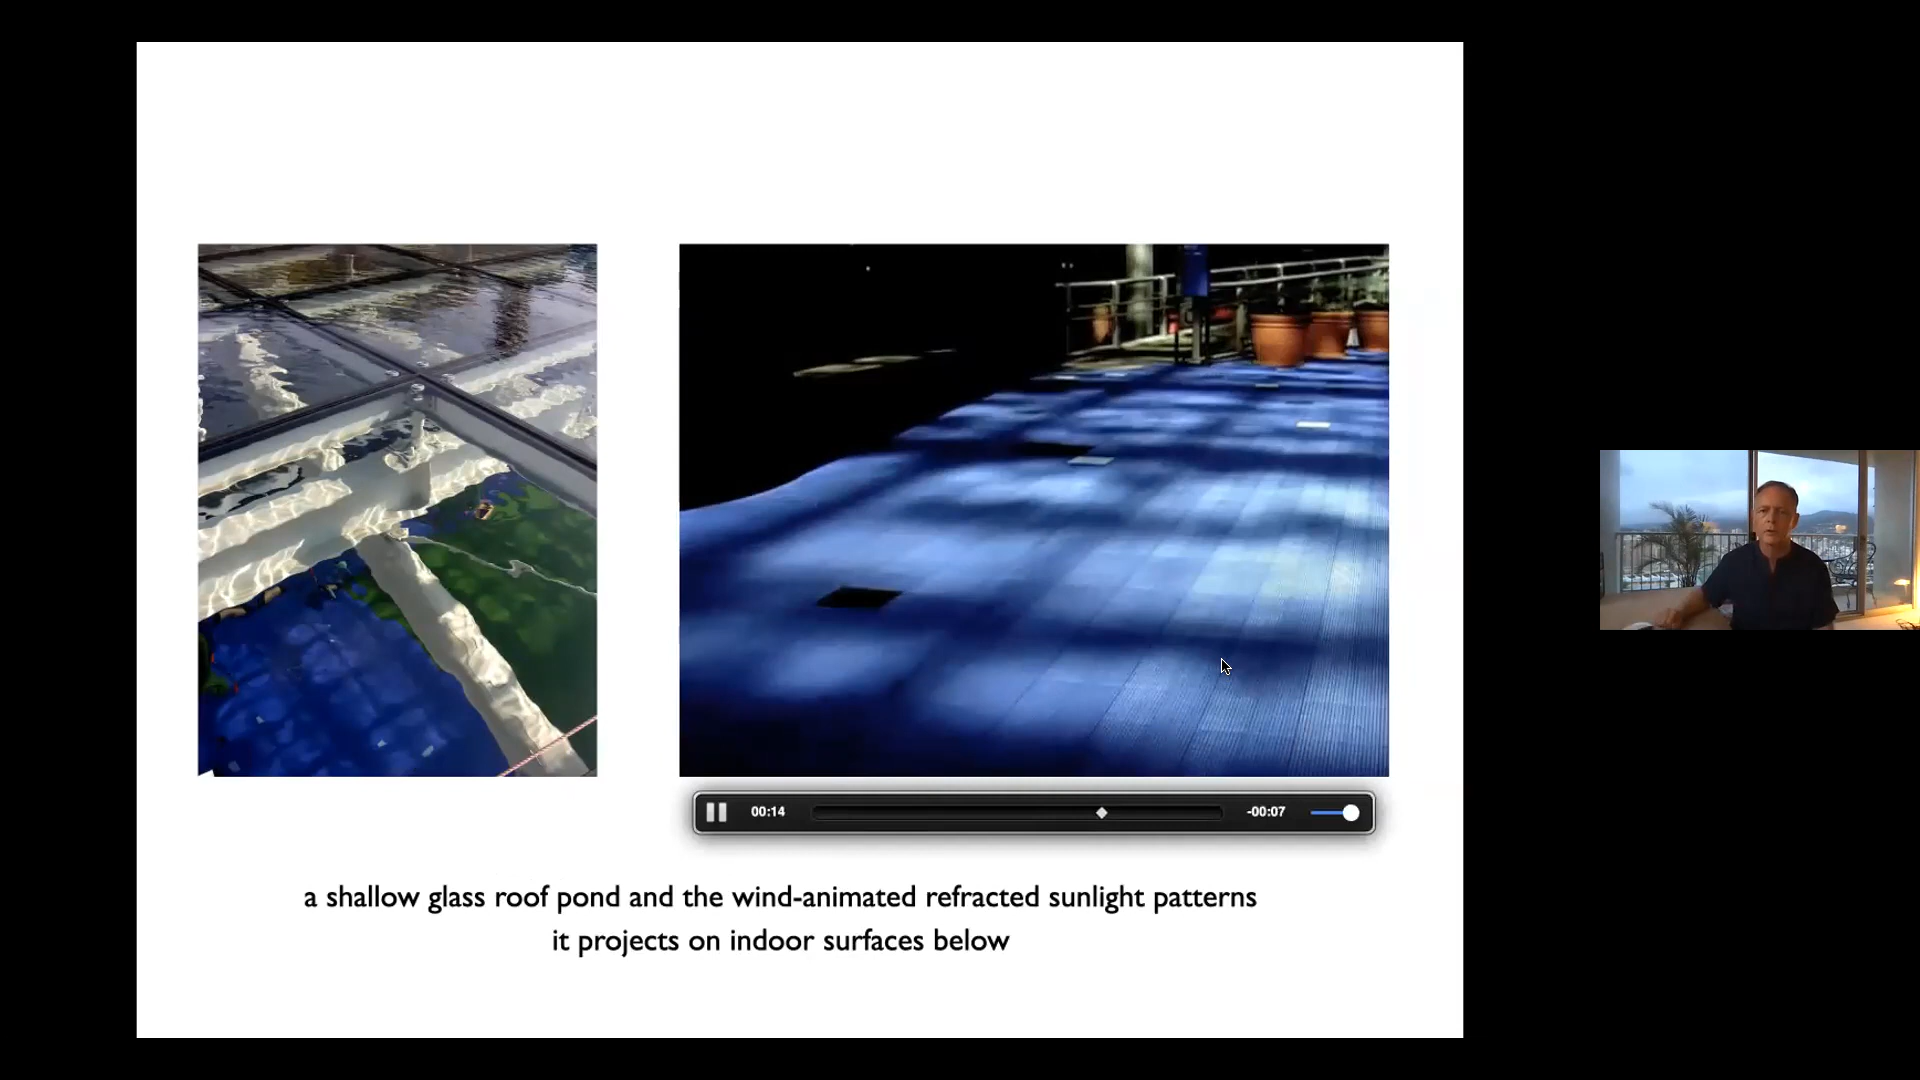 00:14
-00:07
a shallow glass roof pond and the wind-animated refracted sunlight patterns
it projects on indoor surfaces below